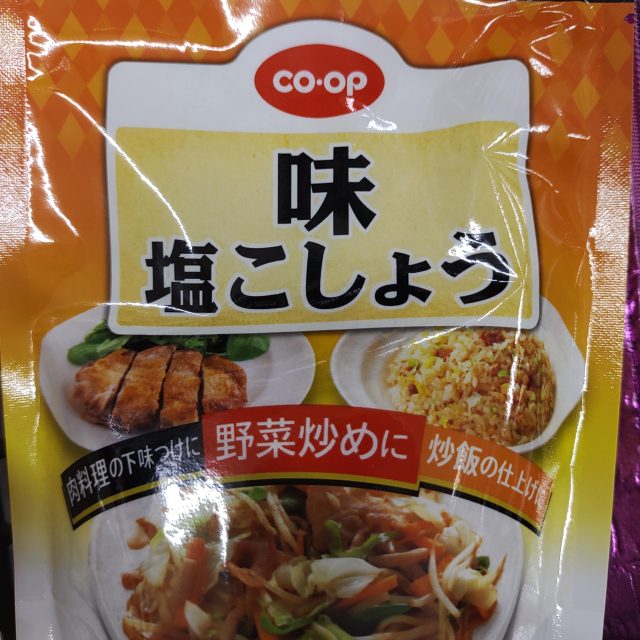 CO・OP
味
塩こしょう
肉料理の下味つけに
野菜炒めに
炒飯の仕上げに